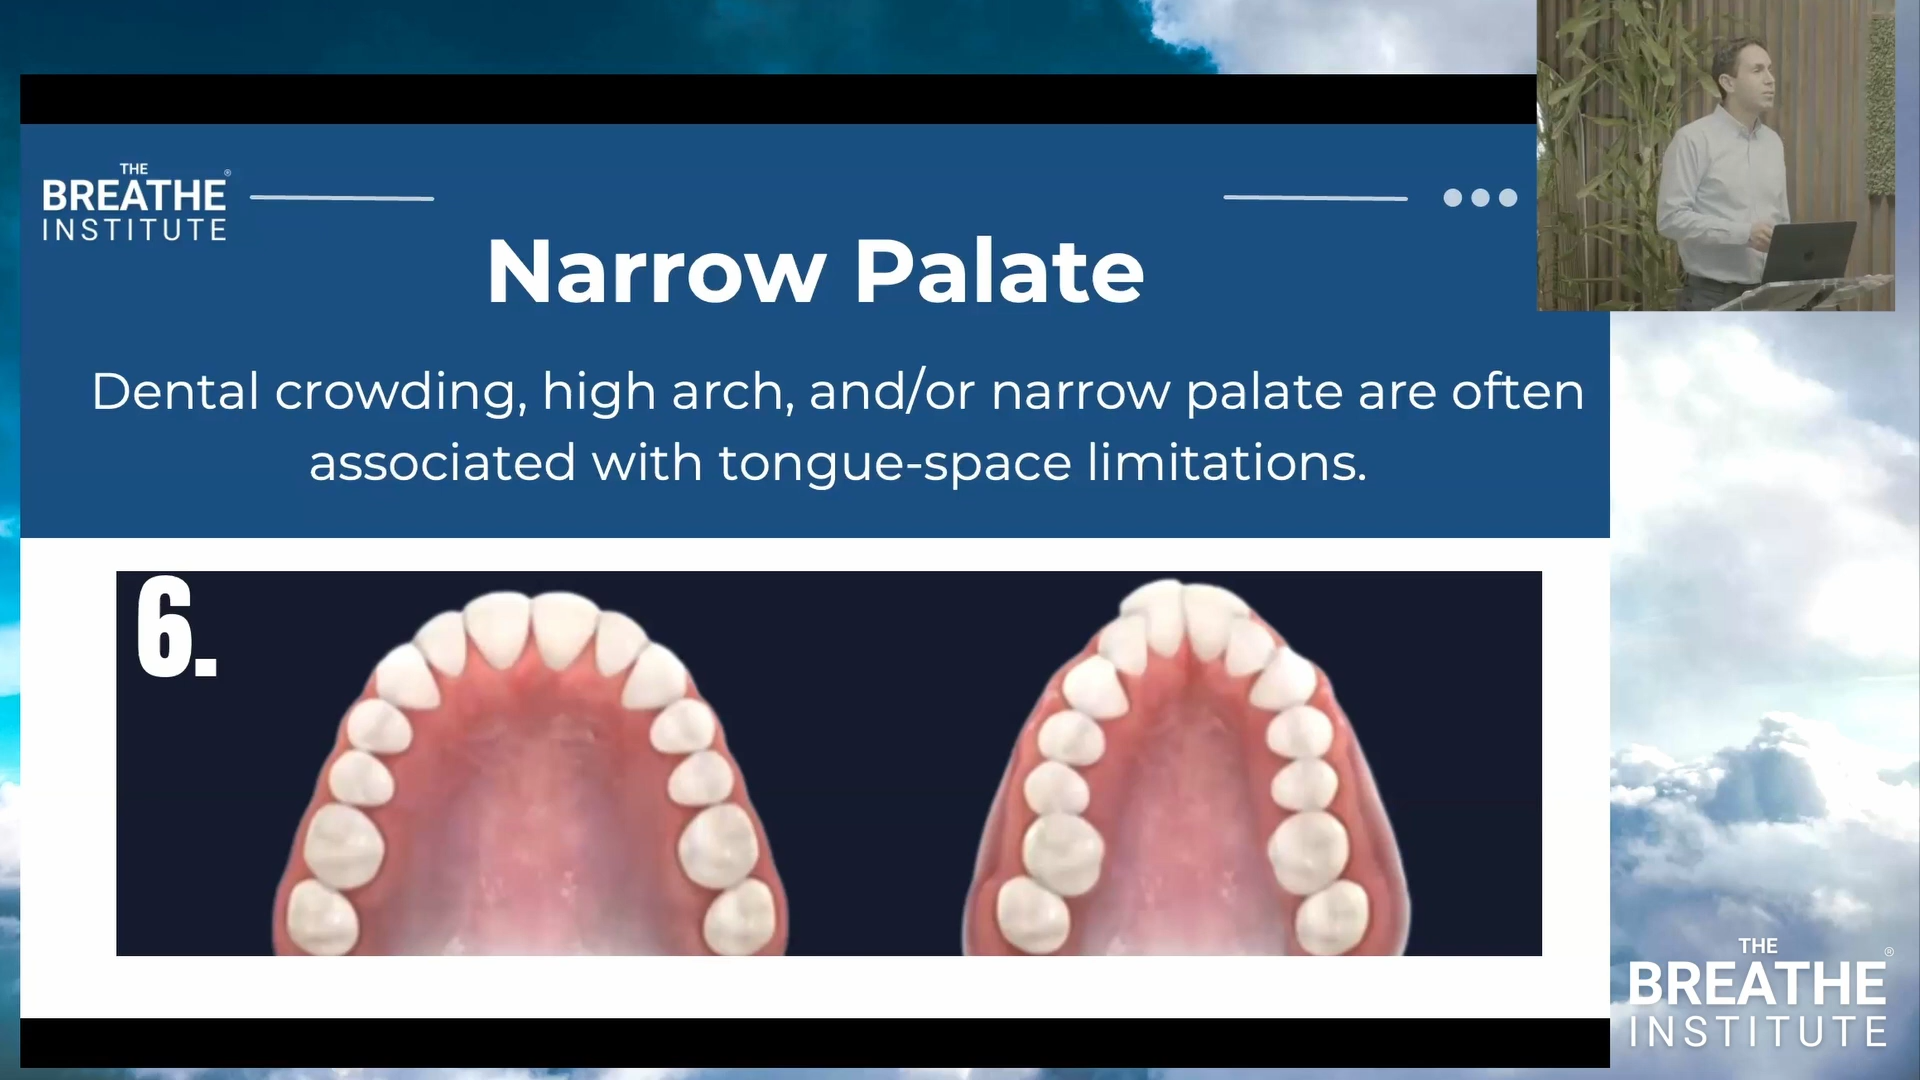 THE
BREATHE®
INSTITUTE
Narrow Palate
Dental crowding, high arch, and/or narrow palate are often
associated with tongue-space limitations.
6.
THE
BREATHE®
INSTITUTE